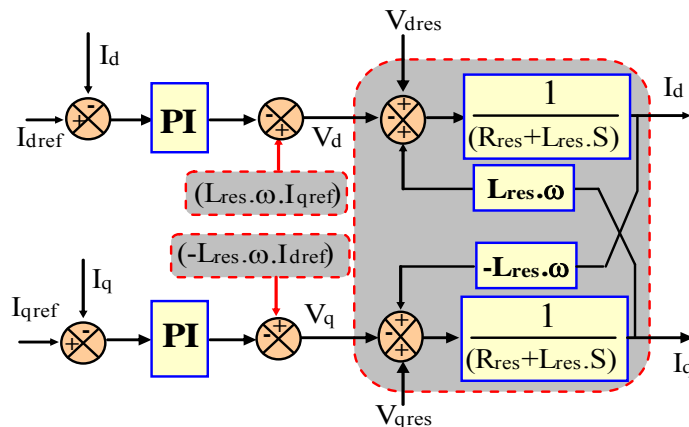 Vdres
Id
Id
1
(Rres+Lres.S)
PI
Idref
Vd
(Lres.ω.Iqref)
Lres.ω
(-Lres.ω.Idref)
-Lres.ω
Iq
Iqref
Vq
PI
1
(Rres+Lres.S)
Iq
Vqres